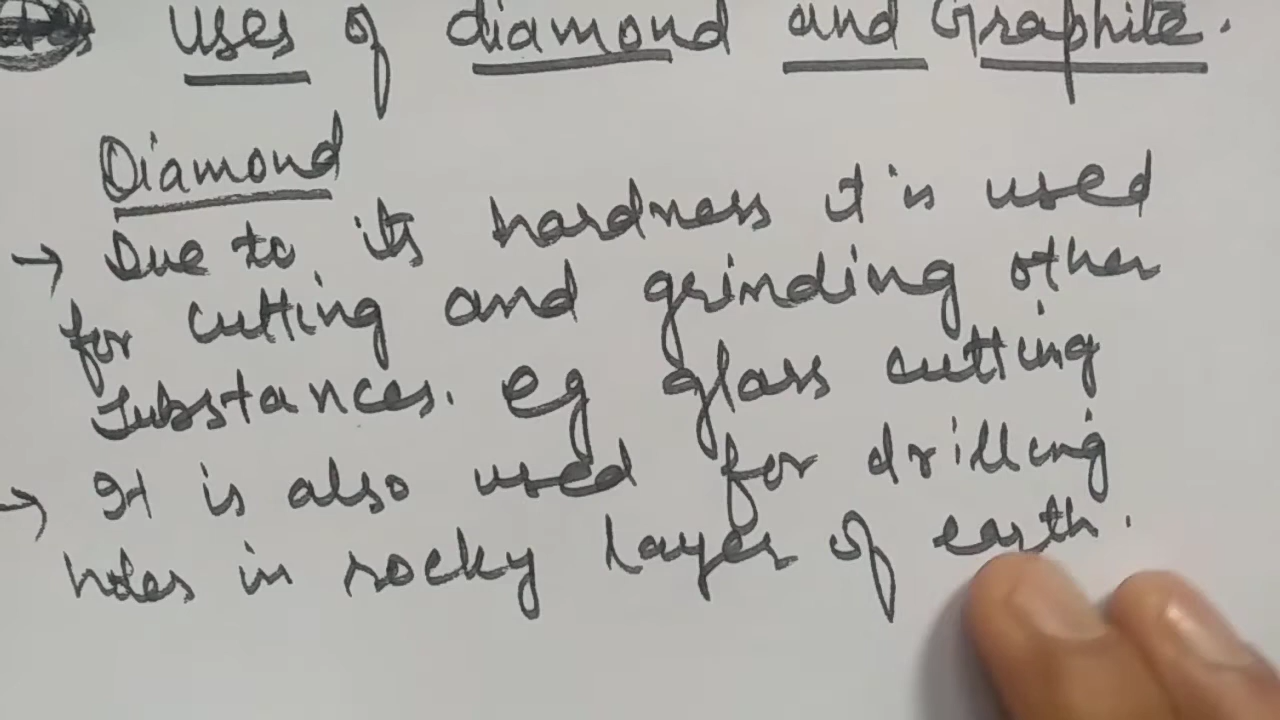 Uses of diamond and Graphite.
Diamond
→ Due to its hardness it is used
for cutting and grinding other
substances. eg glass cutting
→ It is also used for drilling
holes in rocky layer of earth.